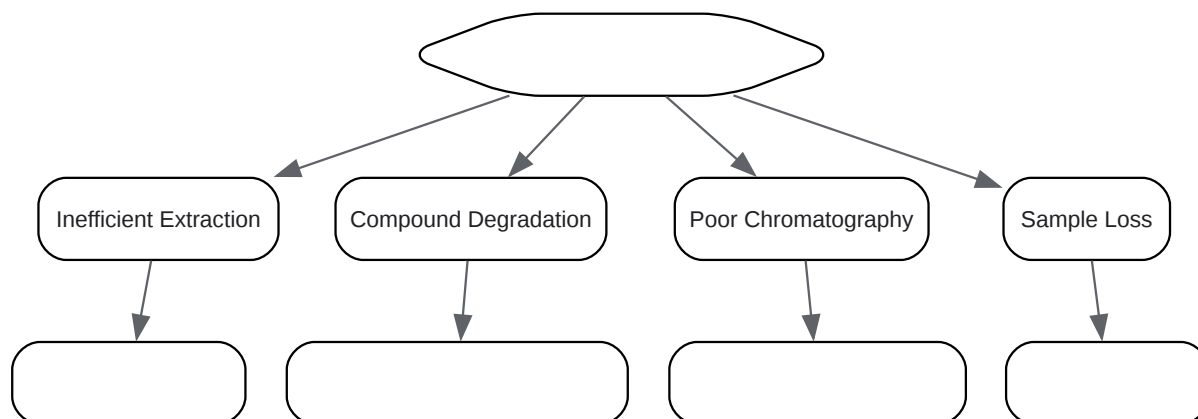 Inefficient Extraction
Compound Degradation
Poor Chromatography
Sample Loss